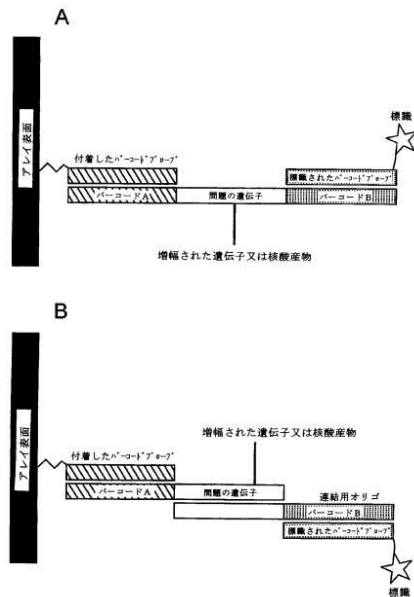 A
標識
アレイ表面
付着したバーコードプローブ
標識されたバーコードプローブ
バーコードA
問題の遺伝子
バーコードB
増幅された遺伝子又は核酸産物
B
増幅された遺伝子又は核酸産物
アレイ表面
付着したバーコードプローブ
連結用オリゴ
バーコードA
問題の遺伝子
バーコードB
標識されたバーコードプローブ
標識